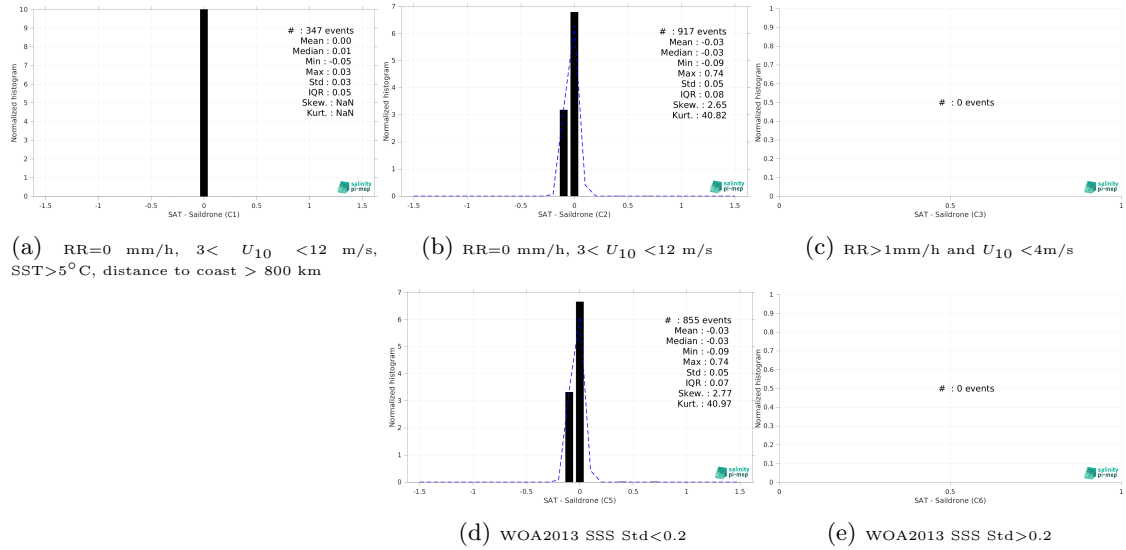 10
9
8
7
6
5
4
3
2
1
0
Normalized histogram
-1.5
-1
-0.5
0
0.5
1
1.5
SAT - Saildrone (C1)
# : 347 events
Mean : 0.00
Median : 0.01
Min : -0.05
Max : 0.03
Std : 0.03
IQR : 0.05
Skew. : NaN
Kurt. : NaN
salinity
pi-mep
(a) RR=0 mm/h, 3< U10 <12 m/s,
SST>5°C, distance to coast > 800 km
7
6
5
4
3
2
1
0
Normalized histogram
-1.5
-1
-0.5
0
0.5
1
1.5
SAT - Saildrone (C2)
# : 917 events
Mean : -0.03
Median : -0.03
Min : -0.09
Max : 0.74
Std : 0.05
IQR : 0.08
Skew. : 2.65
Kurt. : 40.82
salinity
pi-mep
(b) RR=0 mm/h, 3< U10 <12 m/s
1
0.9
0.8
0.7
0.6
0.5
0.4
0.3
0.2
0.1
0
Normalized histogram
0
0.5
1
SAT - Saildrone (C3)
# : 0 events
salinity
pi-mep
(c) RR>1mm/h and U10 <4m/s
7
6
5
4
3
2
1
0
Normalized histogram
-1.5
-1
-0.5
0
0.5
1
1.5
SAT - Saildrone (C5)
# : 855 events
Mean : -0.03
Median : -0.03
Min : -0.09
Max : 0.74
Std : 0.05
IQR : 0.07
Skew. : 2.77
Kurt. : 40.97
salinity
pi-mep
(d) WOA2013 SSS Std<0.2
1
0.9
0.8
0.7
0.6
0.5
0.4
0.3
0.2
0.1
0
Normalized histogram
0
0.5
1
SAT - Saildrone (C6)
# : 0 events
salinity
pi-mep
(e) WOA2013 SSS Std>0.2